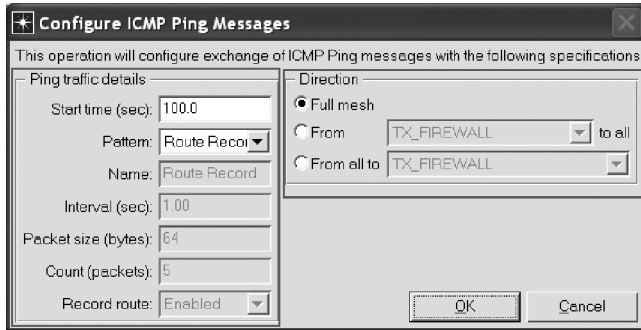 Configure ICMP Ping Messages
This operation will configure exchange of ICMP Ping messages with the following specifications
Ping traffic details
Start time (sec): 100.0
Pattern: Route Recor
Name: Route Record
Interval (sec): 1.00
Packet size (bytes): 64
Count (packets): 5
Record route: Enabled
Direction
Full mesh
From TX_FIREWALL to all
From all to TX_FIREWALL
OK Cancel